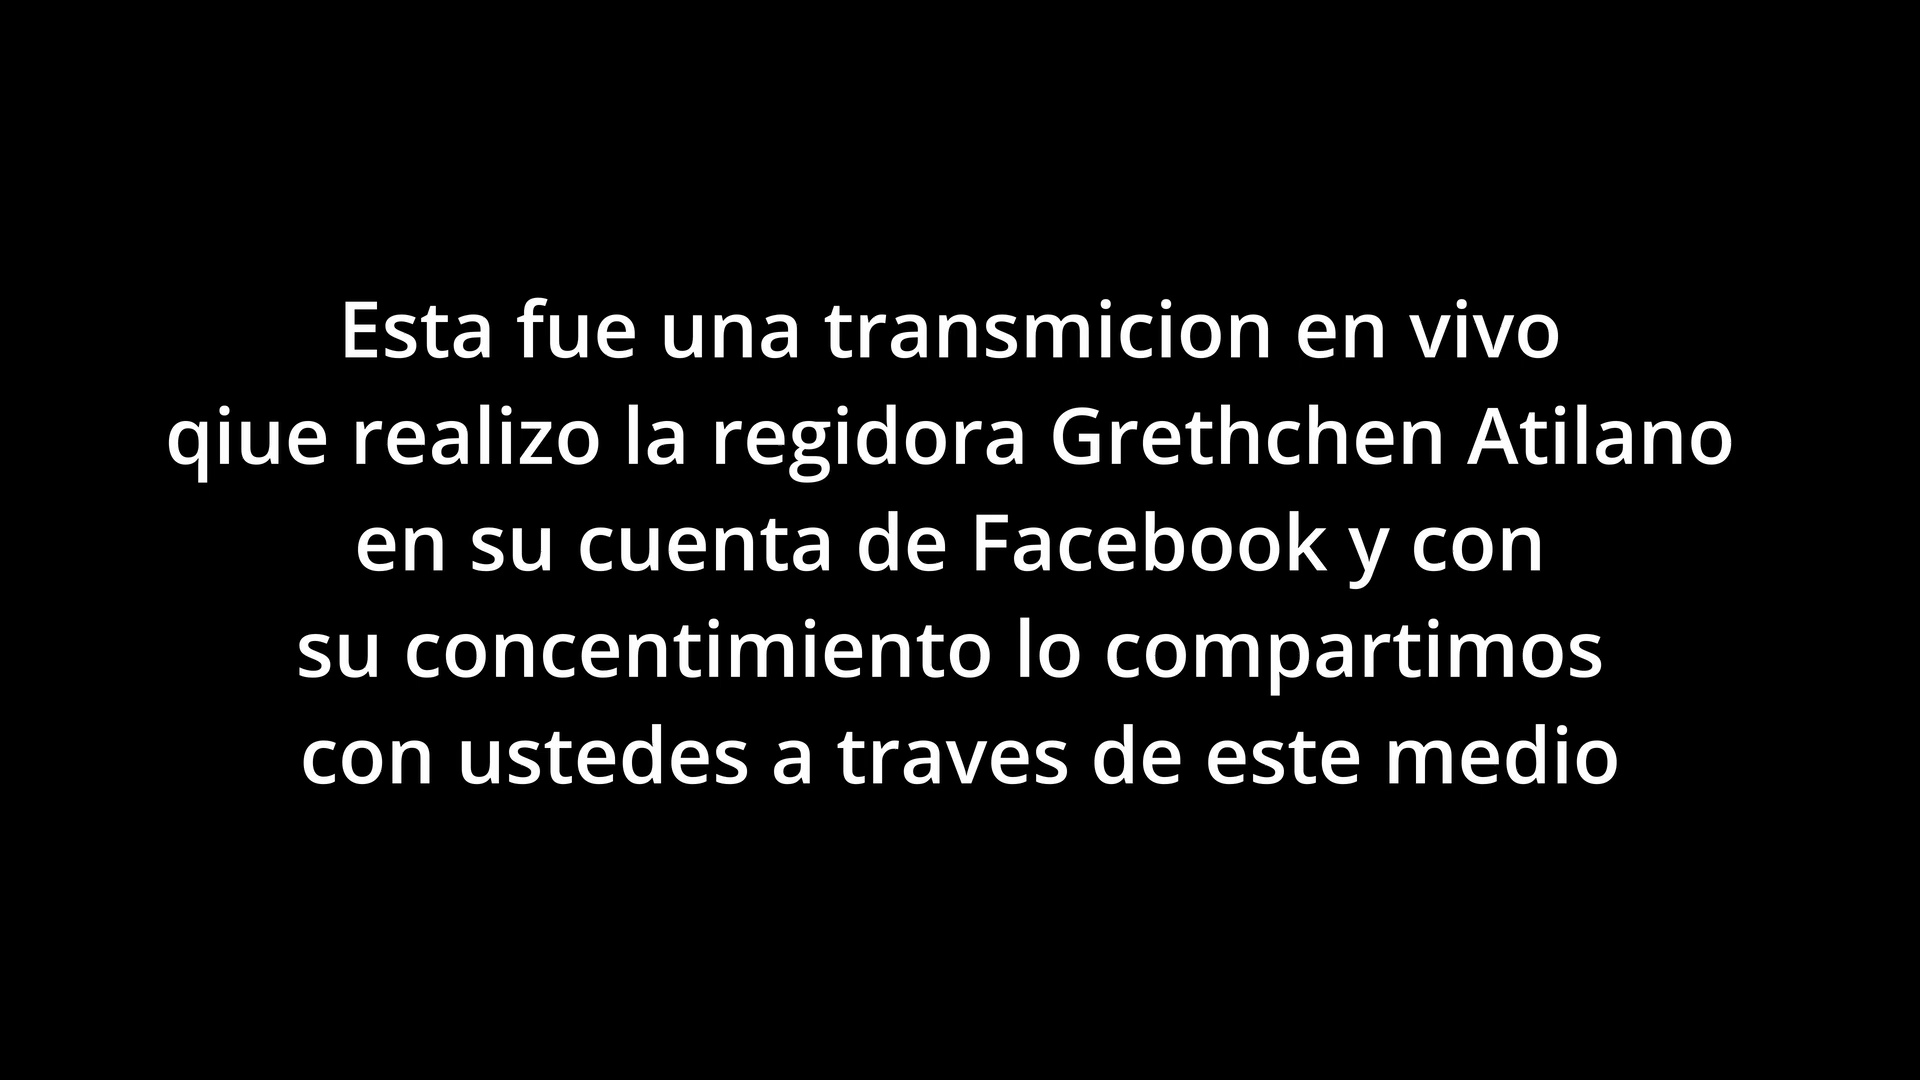 Esta fue una transmicion en vivo
qiue realizo la regidora Grethchen Atilano
en su cuenta de Facebook y con
su concentimiento lo compartimos
con ustedes a traves de este medio